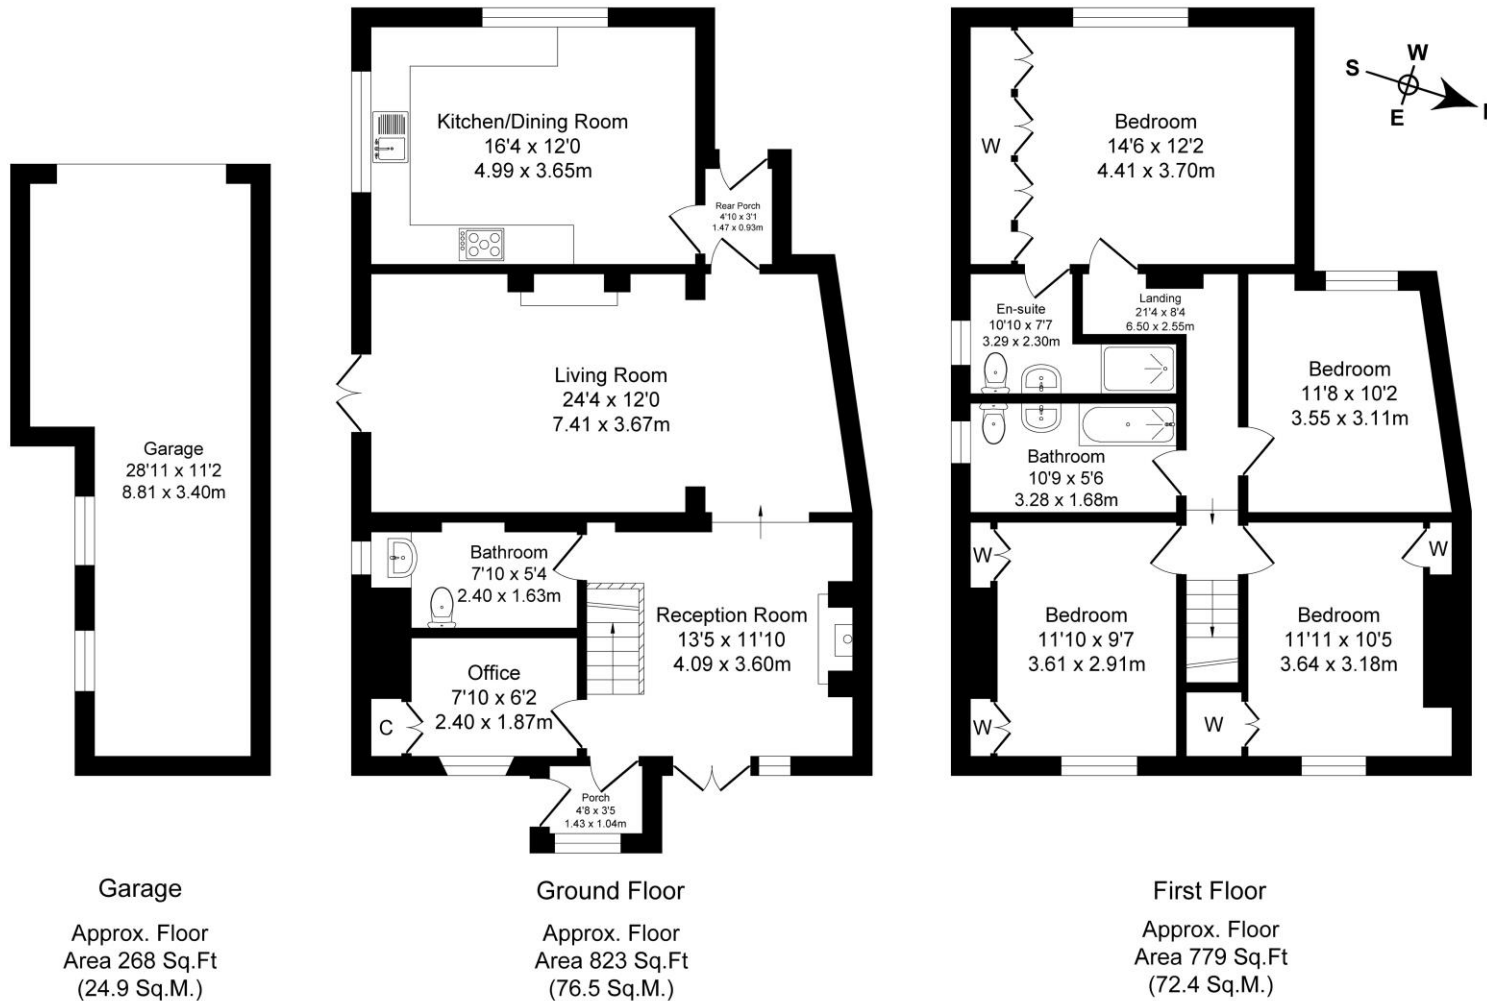 Kitchen/Dining Room
16'4 x 12'0
4.99 x 3.65m
Rear Porch
4'10 x 3'1
1.47 x 0.93m
Living Room
24'4 x 12'0
7.41 x 3.67m
Garage
28'11 x 11'2
8.81 x 3.40m
Bathroom
7'10 x 5'4
2.40 x 1.63m
Reception Room
13'5 x 11'10
4.09 x 3.60m
Office
7'10 x 6'2
2.40 x 1.87m
C
Porch
4'8 x 3'5
1.43 x 1.04m
W
Bedroom
14'6 x 12'2
4.41 x 3.70m
S
W
E
En-suite
10'10 x 7'7
3.29 x 2.30m
Landing
21'4 x 8'4
6.50 x 2.55m
Bedroom
11'8 x 10'2
3.55 x 3.11m
Bathroom
10'9 x 5'6
3.28 x 1.68m
W
W
Bedroom
11'10 x 9'7
3.61 x 2.91m
Bedroom
11'11 x 10'5
3.64 x 3.18m
W
W
Garage
Approx. Floor
Area 268 Sq.Ft
(24.9 Sq.M.)
Ground Floor
Approx. Floor
Area 823 Sq.Ft
(76.5 Sq.M.)
First Floor
Approx. Floor
Area 779 Sq.Ft
(72.4 Sq.M.)